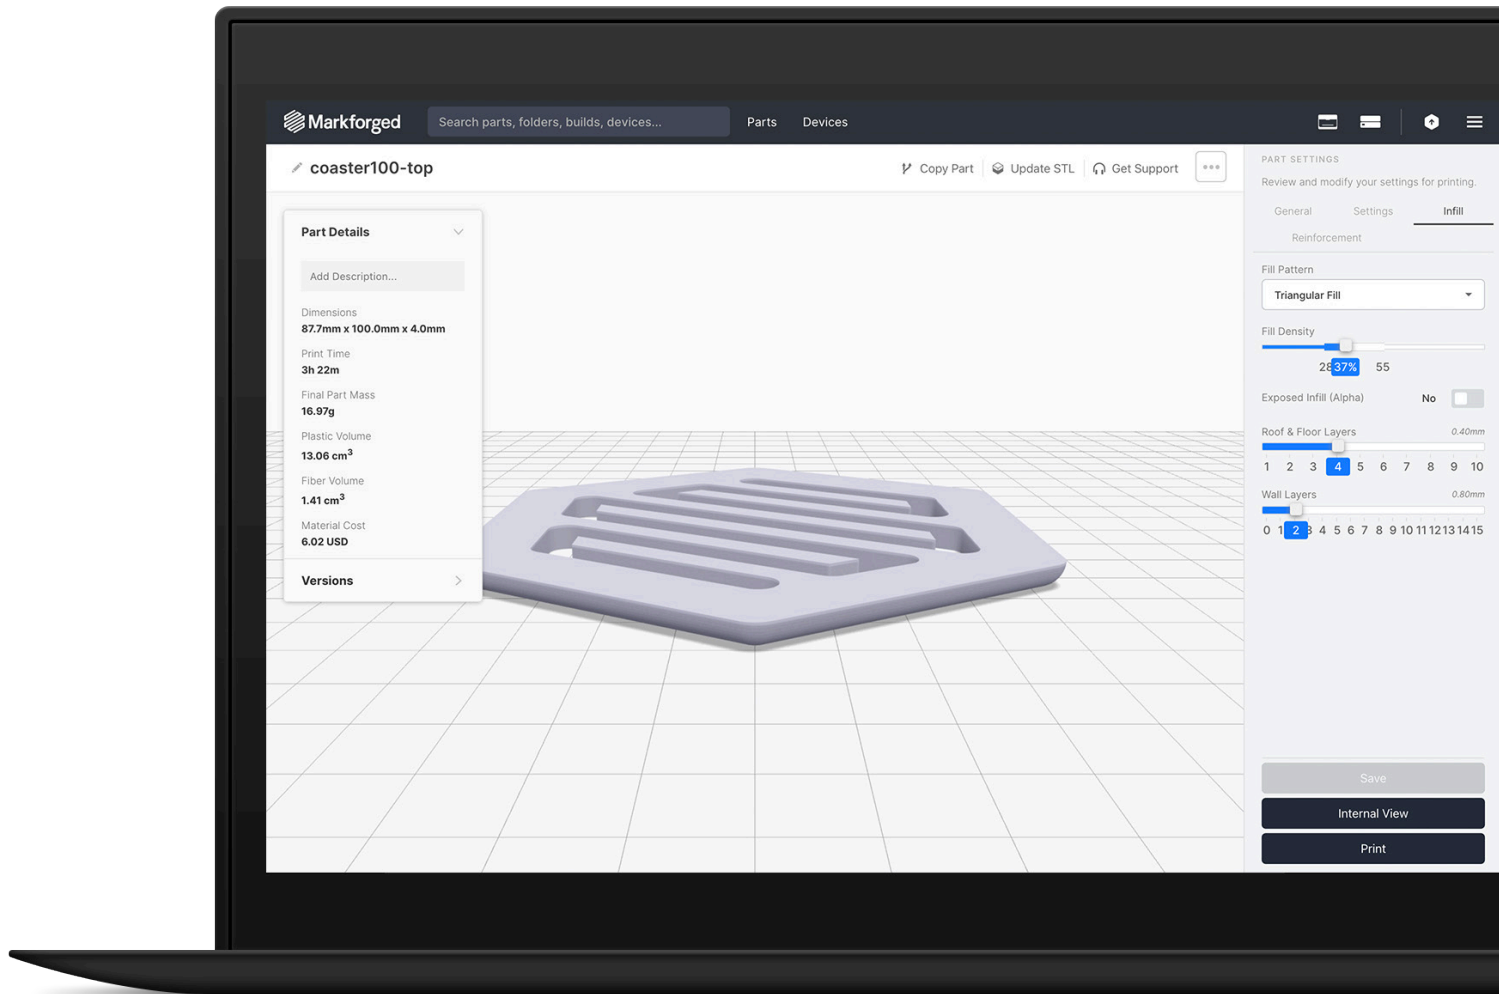 Markforged
Search parts, folders, builds, devices...
Parts
Devices
coaster100-top
Copy Part
Update STL
Get Support
Part Details
Add Description...
Dimensions
87.7mm x 100.0mm x 4.0mm
Print Time
3h 22m
Final Part Mass
16.97g
Plastic Volume
13.06 cm³
Fiber Volume
1.41 cm³
Material Cost
6.02 USD
Versions
PART SETTINGS
Review and modify your settings for printing.
General Settings Infill
Reinforcement
Fill Pattern
Triangular Fill
Fill Density
28 37% 55
Exposed Infill (Alpha) No
Roof & Floor Layers 0.40mm
1 2 3 4 5 6 7 8 9 10
Wall Layers 0.80mm
0 1 2 3 4 5 6 7 8 9 10 11 12 13 14 15
Save
Internal View
Print